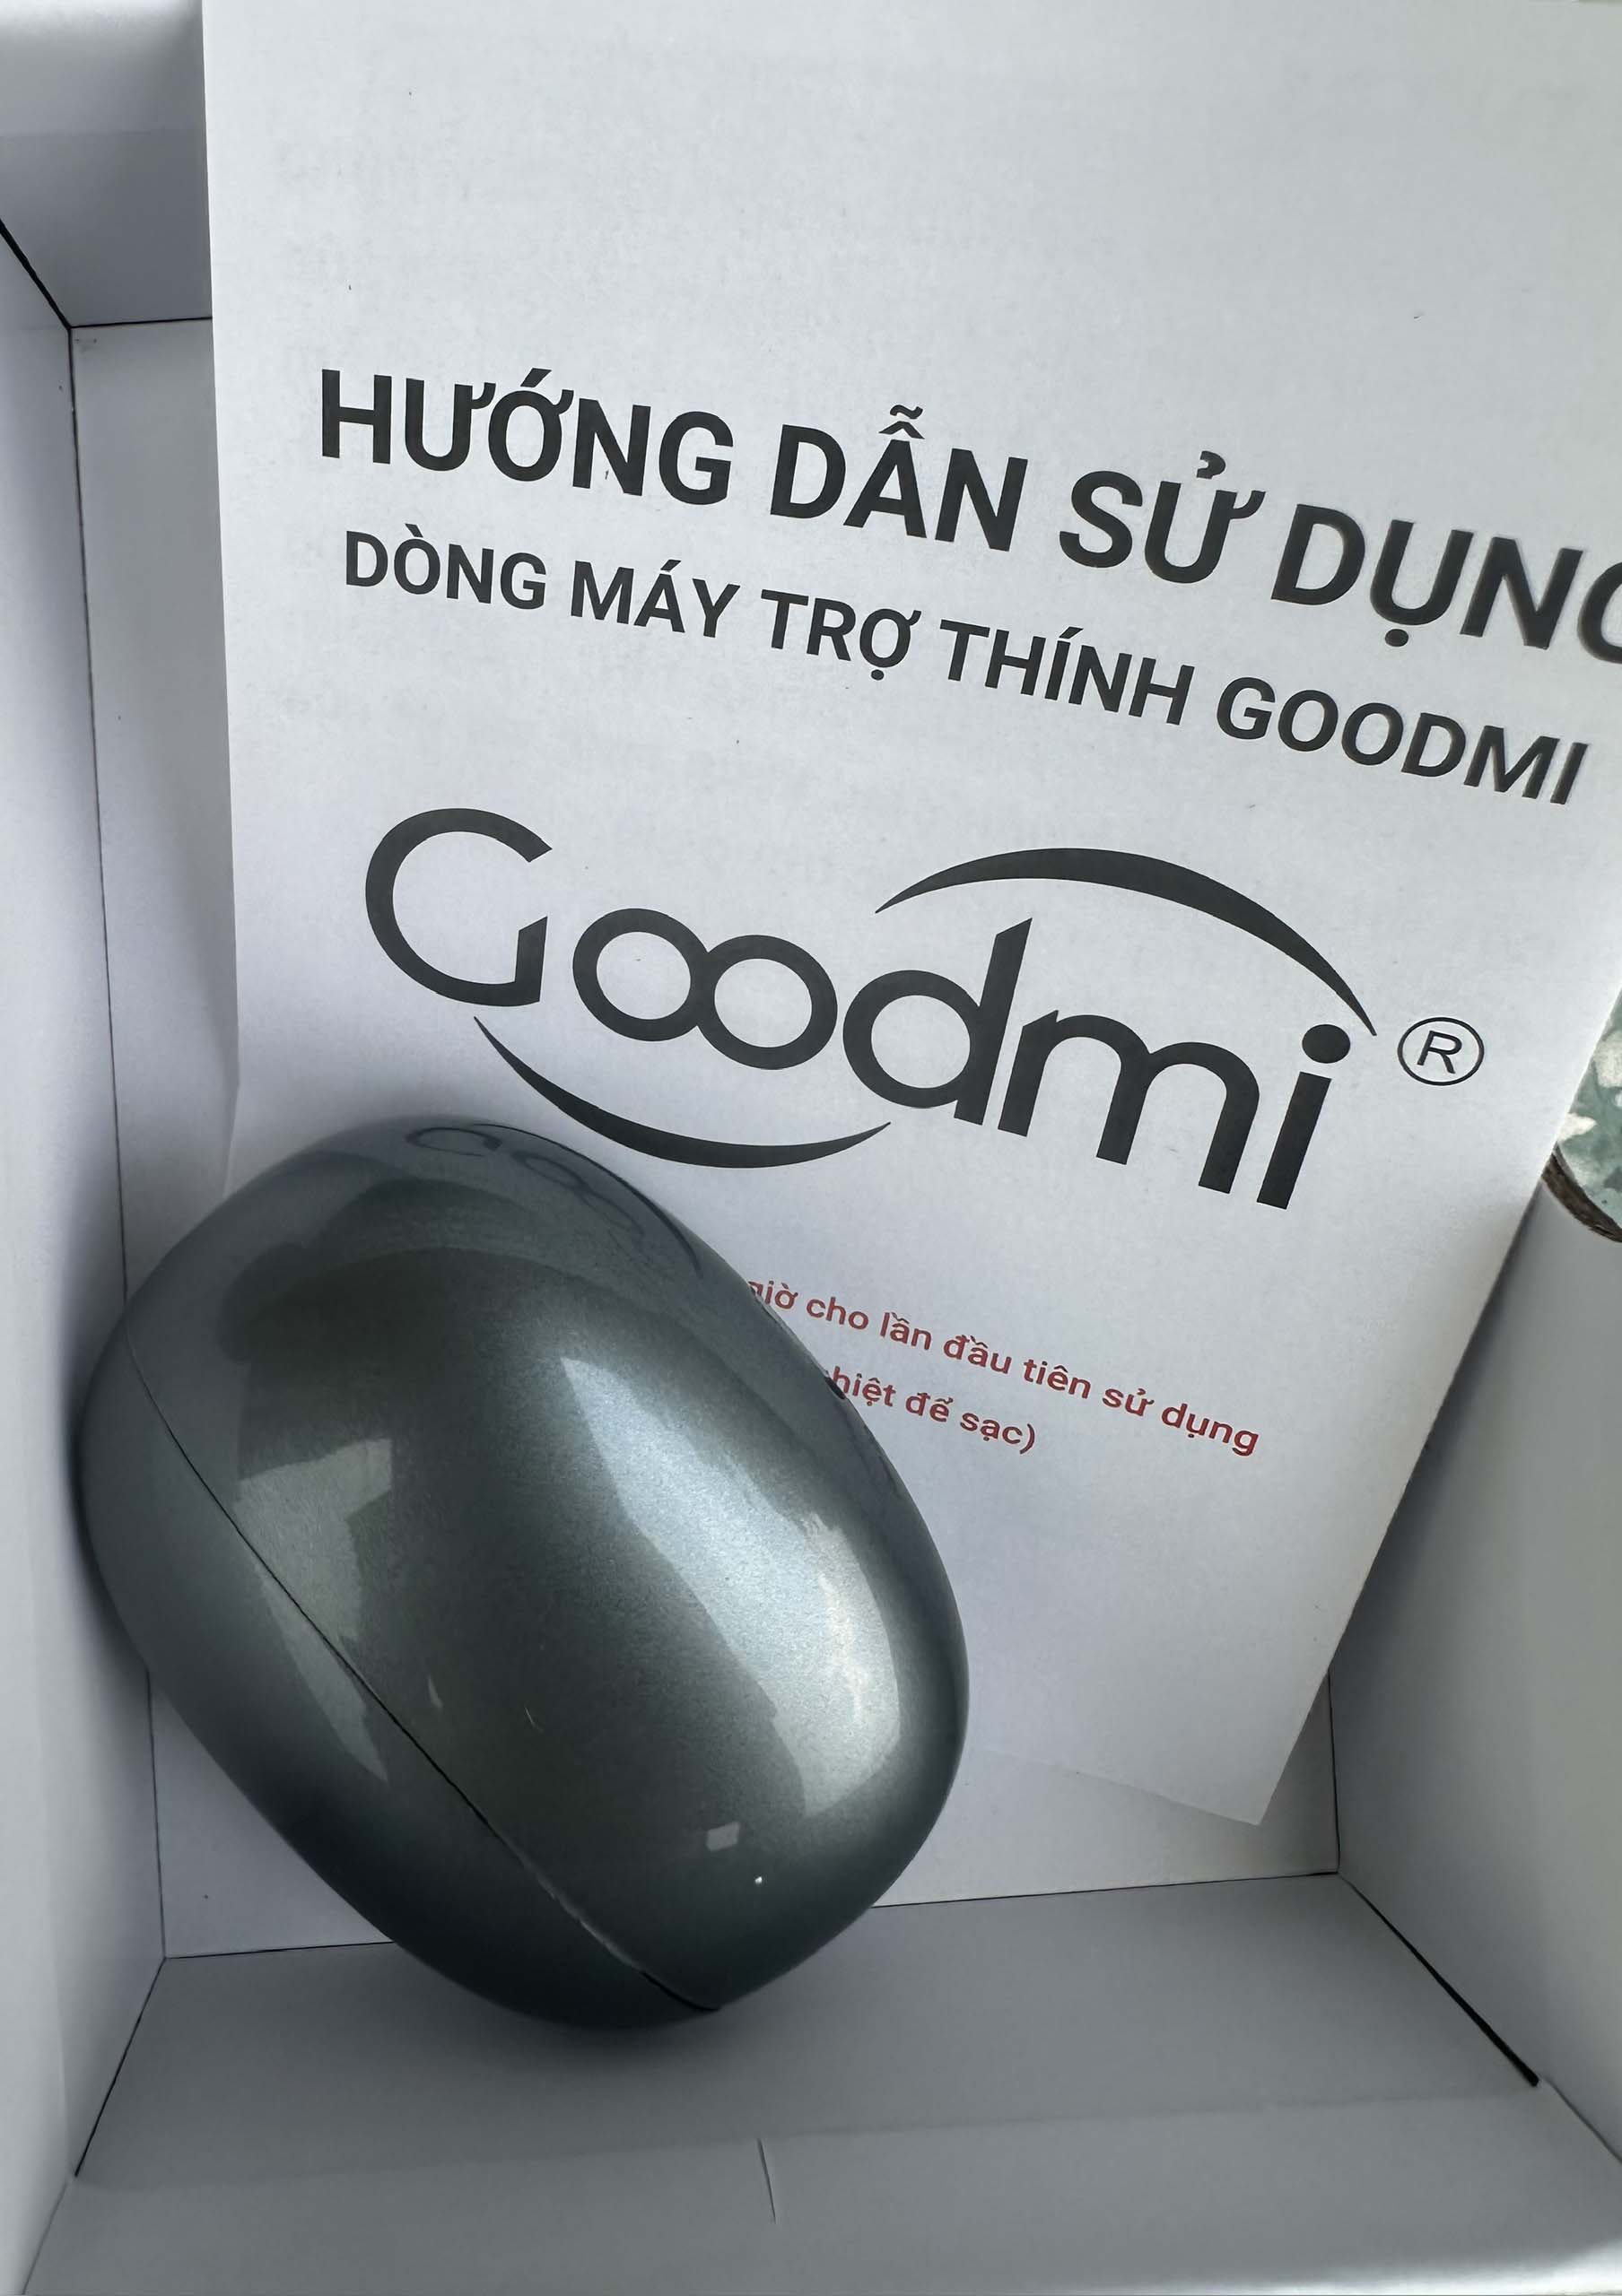 HƯỚNG DẪN SỬ DỤNG
DÒNG MÁY TRỢ THÍNH GOODMI
Goodmi ®
giờ cho lần đầu tiên sử dụng
để sạc)